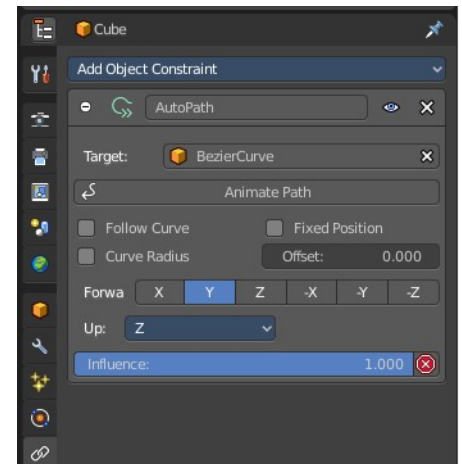 Cube
Add Object Constraint
AutoPath
Target: BezierCurve
Animate Path
Follow Curve Fixed Position
Curve Radius Offset: 0.000
Forwa X Y Z -X -Y -Z
Up: Z
Influence: 1.000